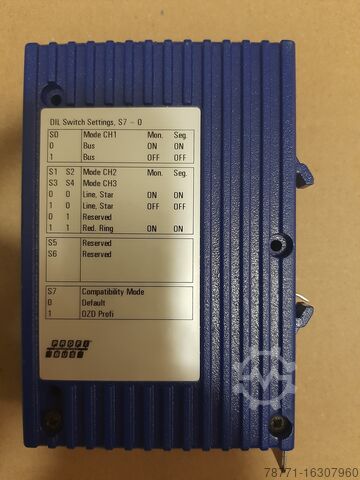 DIL Switch Settings, S7 - 0
S0 Mode CH1 Mon. Seg.
0 Bus ON ON
1 Bus OFF OFF
S1 S2 Mode CH2 Mon. Seg.
S3 S4 Mode CH3
0 0 Line, Star ON ON
1 0 Line, Star OFF OFF
0 1 Reserved
1 1 Red. Ring ON ON
S5 Reserved
S6 Reserved
S7 Compatibility Mode
0 Default
1 OZD Profi
PROFI
BUS
78771-16307960